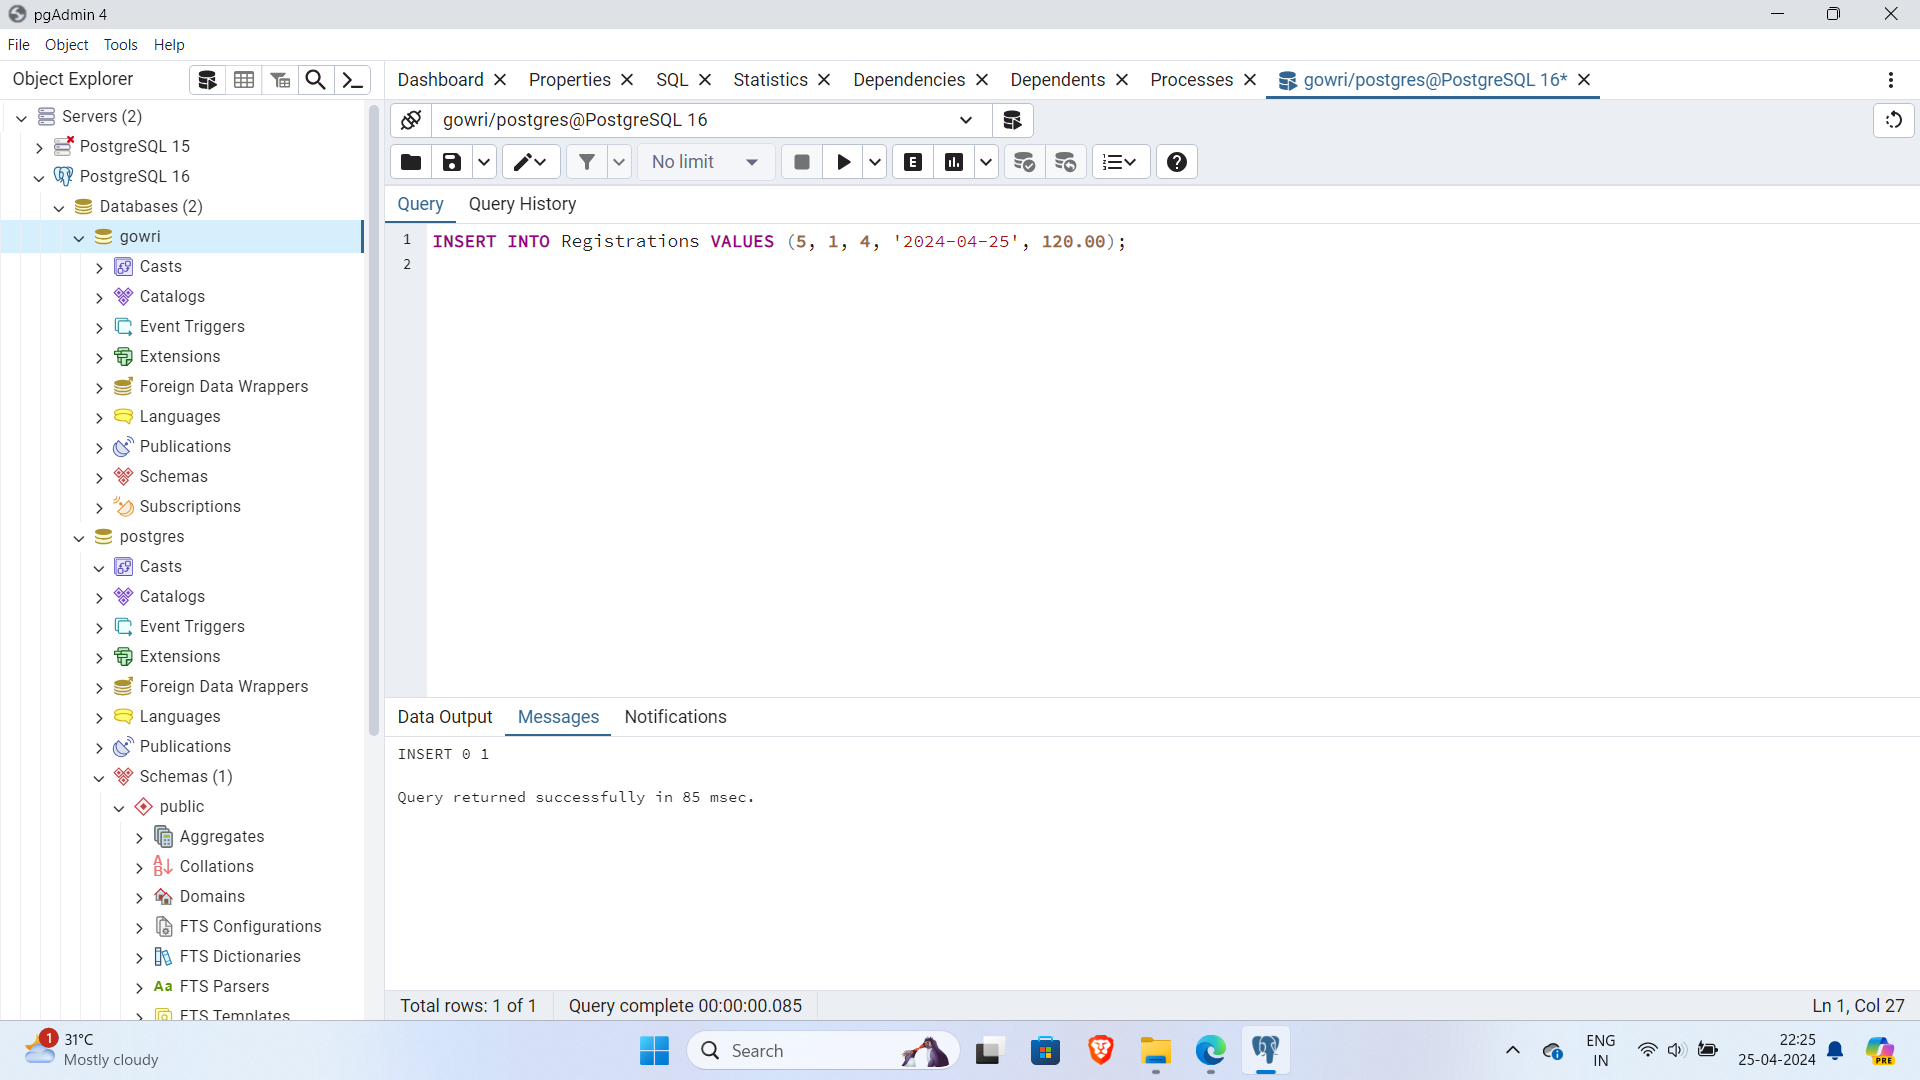 pgAdmin 4
File Object Tools Help
Object Explorer
Dashboard Properties SQL Statistics Dependencies Dependents Processes gowri/postgres@PostgreSQL 16*
Servers (2)
PostgreSQL 15
PostgreSQL 16
Databases (2)
gowri
Casts
Catalogs
Event Triggers
Extensions
Foreign Data Wrappers
Languages
Publications
Schemas
Subscriptions
postgres
Casts
Catalogs
Event Triggers
Extensions
Foreign Data Wrappers
Languages
Publications
Schemas (1)
public
Aggregates
Collations
Domains
FTS Configurations
FTS Dictionaries
Aa FTS Parsers
FTS Templates
gowri/postgres@PostgreSQL 16
No limit E
Query Query History
1 INSERT INTO Registrations VALUES (5, 1, 4, '2024-04-25', 120.00);
2
Data Output Messages Notifications
INSERT 0 1
Query returned successfully in 85 msec.
Total rows: 1 of 1 Query complete 00:00:00.085 Ln 1, Col 27
1 31°C
Mostly cloudy
Search
ENG
IN
22:25
25-04-2024
PRE